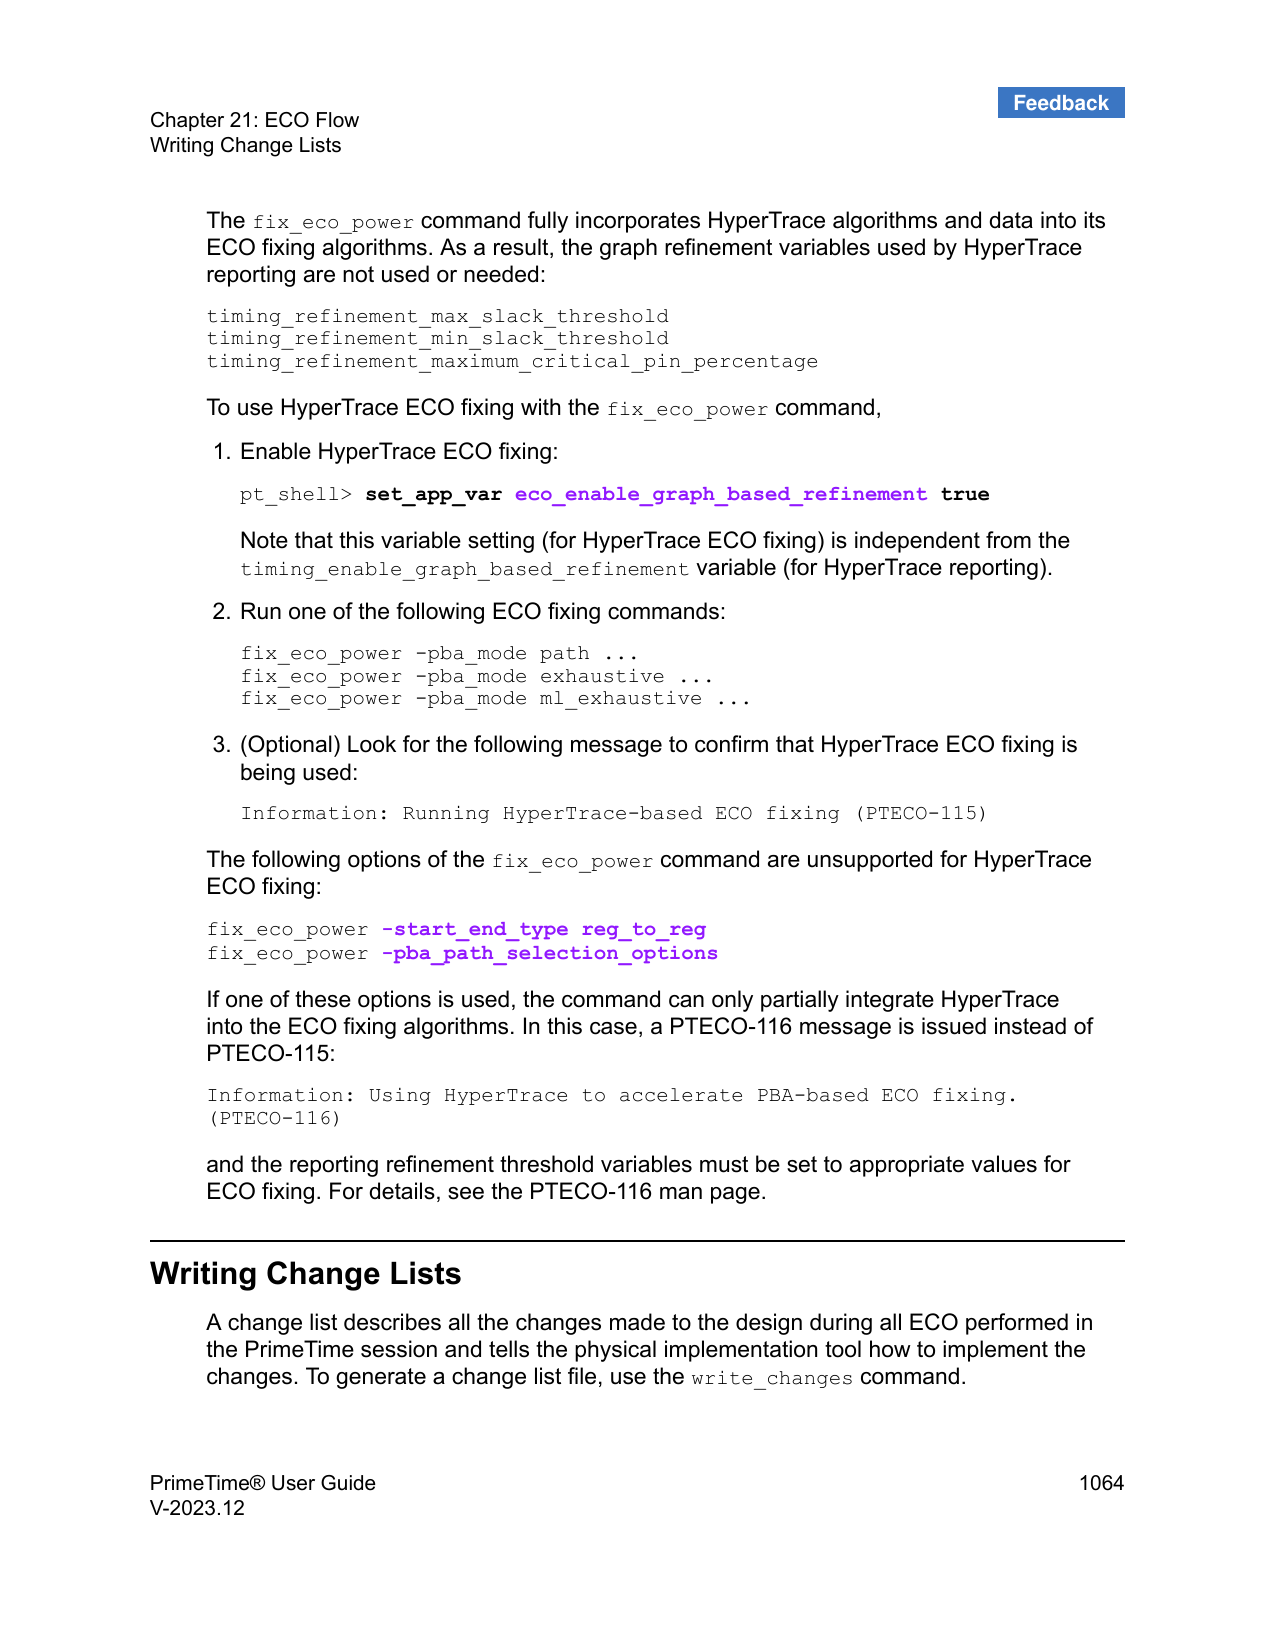 Feedback
Chapter 21: ECO Flow
Writing Change Lists
The fix_eco_power command fully incorporates HyperTrace algorithms and data into its
ECO fixing algorithms. As a result, the graph refinement variables used by HyperTrace
reporting are not used or needed:
timing_refinement_max_slack_threshold
timing_refinement_min_slack_threshold
timing_refinement_maximum_critical_pin_percentage
To use HyperTrace ECO fixing with the fix_eco_power command,
1. Enable HyperTrace ECO fixing:
pt_shell> set_app_var eco_enable_graph_based_refinement true
Note that this variable setting (for HyperTrace ECO fixing) is independent from the
timing_enable_graph_based_refinement variable (for HyperTrace reporting).
2. Run one of the following ECO fixing commands:
fix_eco_power -pba_mode path ...
fix_eco_power -pba_mode exhaustive ...
fix_eco_power -pba_mode ml_exhaustive ...
3. (Optional) Look for the following message to confirm that HyperTrace ECO fixing is
being used:
Information: Running HyperTrace-based ECO fixing (PTECO-115)
The following options of the fix_eco_power command are unsupported for HyperTrace
ECO fixing:
fix_eco_power -start_end_type reg_to_reg
fix_eco_power -pba_path_selection_options
If one of these options is used, the command can only partially integrate HyperTrace
into the ECO fixing algorithms. In this case, a PTECO-116 message is issued instead of
PTECO-115:
Information: Using HyperTrace to accelerate PBA-based ECO fixing.
(PTECO-116)
and the reporting refinement threshold variables must be set to appropriate values for
ECO fixing. For details, see the PTECO-116 man page.
Writing Change Lists
A change list describes all the changes made to the design during all ECO performed in
the PrimeTime session and tells the physical implementation tool how to implement the
changes. To generate a change list file, use the write_changes command.
PrimeTime® User Guide
1064
V-2023.12